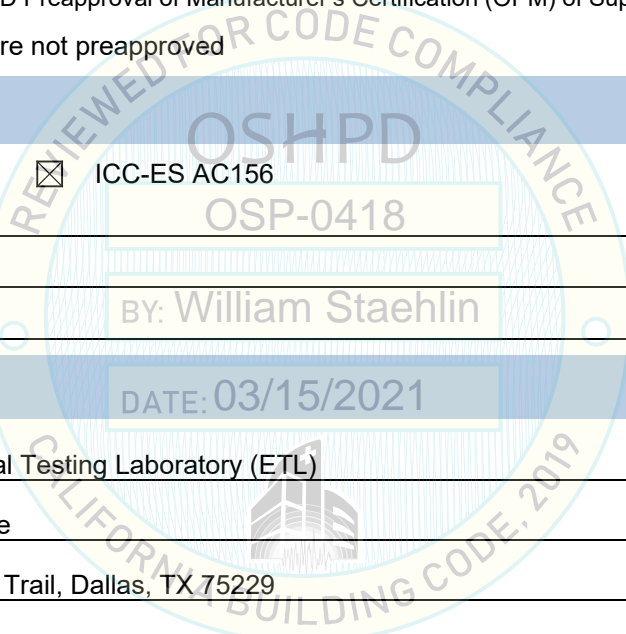 D Preapproval of Manufacturer's Certification (OPM) of Sup
re not preapproved
REVIEWED FOR CODE COMPLIANCE
OSHPD
☒ ICC-ES AC156
OSP-0418
BY: William Staehlin
DATE: 03/15/2021
al Testing Laboratory (ETL)
e
Trail, Dallas, TX 75229
CALIFORNIA BUILDING CODE, 2019